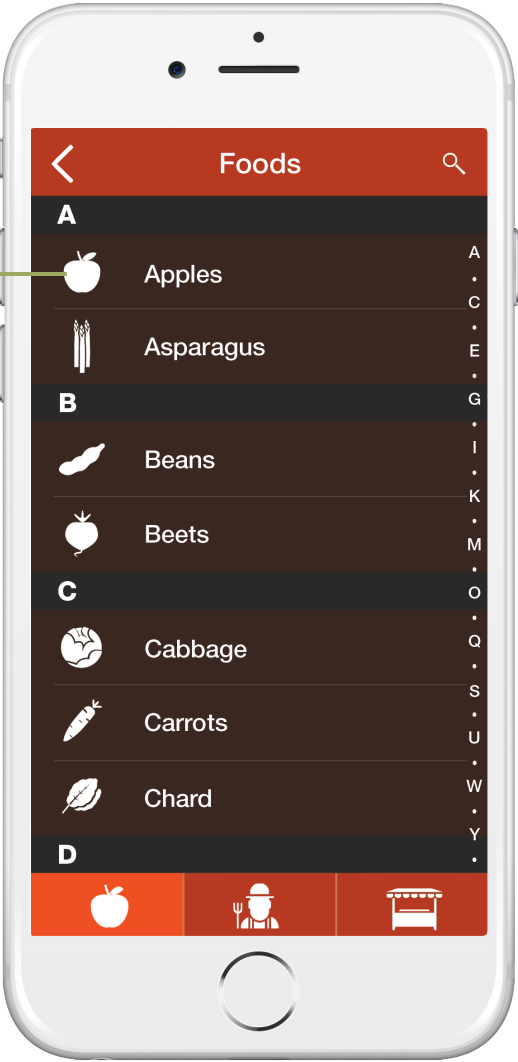 Foods
A
Apples
Asparagus
B
Beans
Beets
C
Cabbage
Carrots
Chard
D
A
•
C
•
E
•
G
•
I
•
K
•
M
•
O
•
Q
•
S
•
U
•
W
•
Y
•